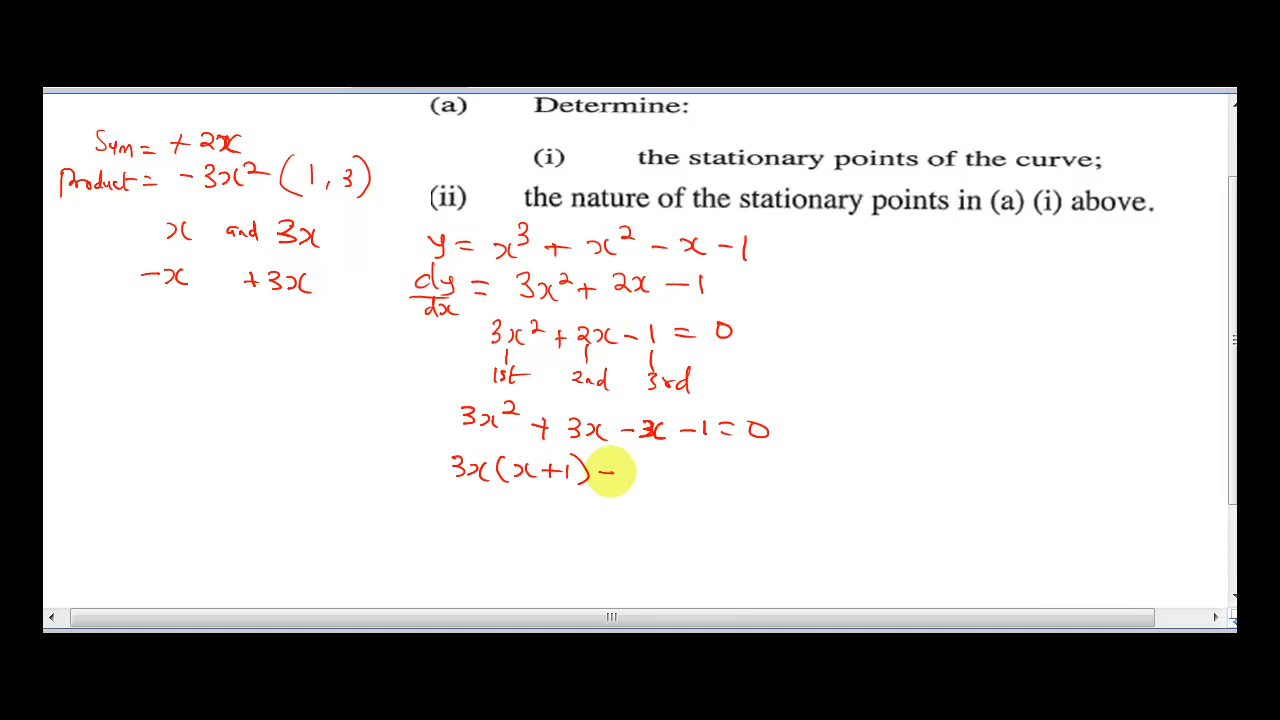 (a) Determine:
(i) the stationary points of the curve;
(ii) the nature of the stationary points in (a) (i) above.
Sum = + 2x
Product = - 3x² (1, 3)
x and 3x
-x +3x
y = x³ + x² - x - 1
dy/dx = 3x² + 2x - 1
3x² + 2x - 1 = 0
1st 2nd 3rd
3x² + 3x - x - 1 = 0
3x(x+1) -